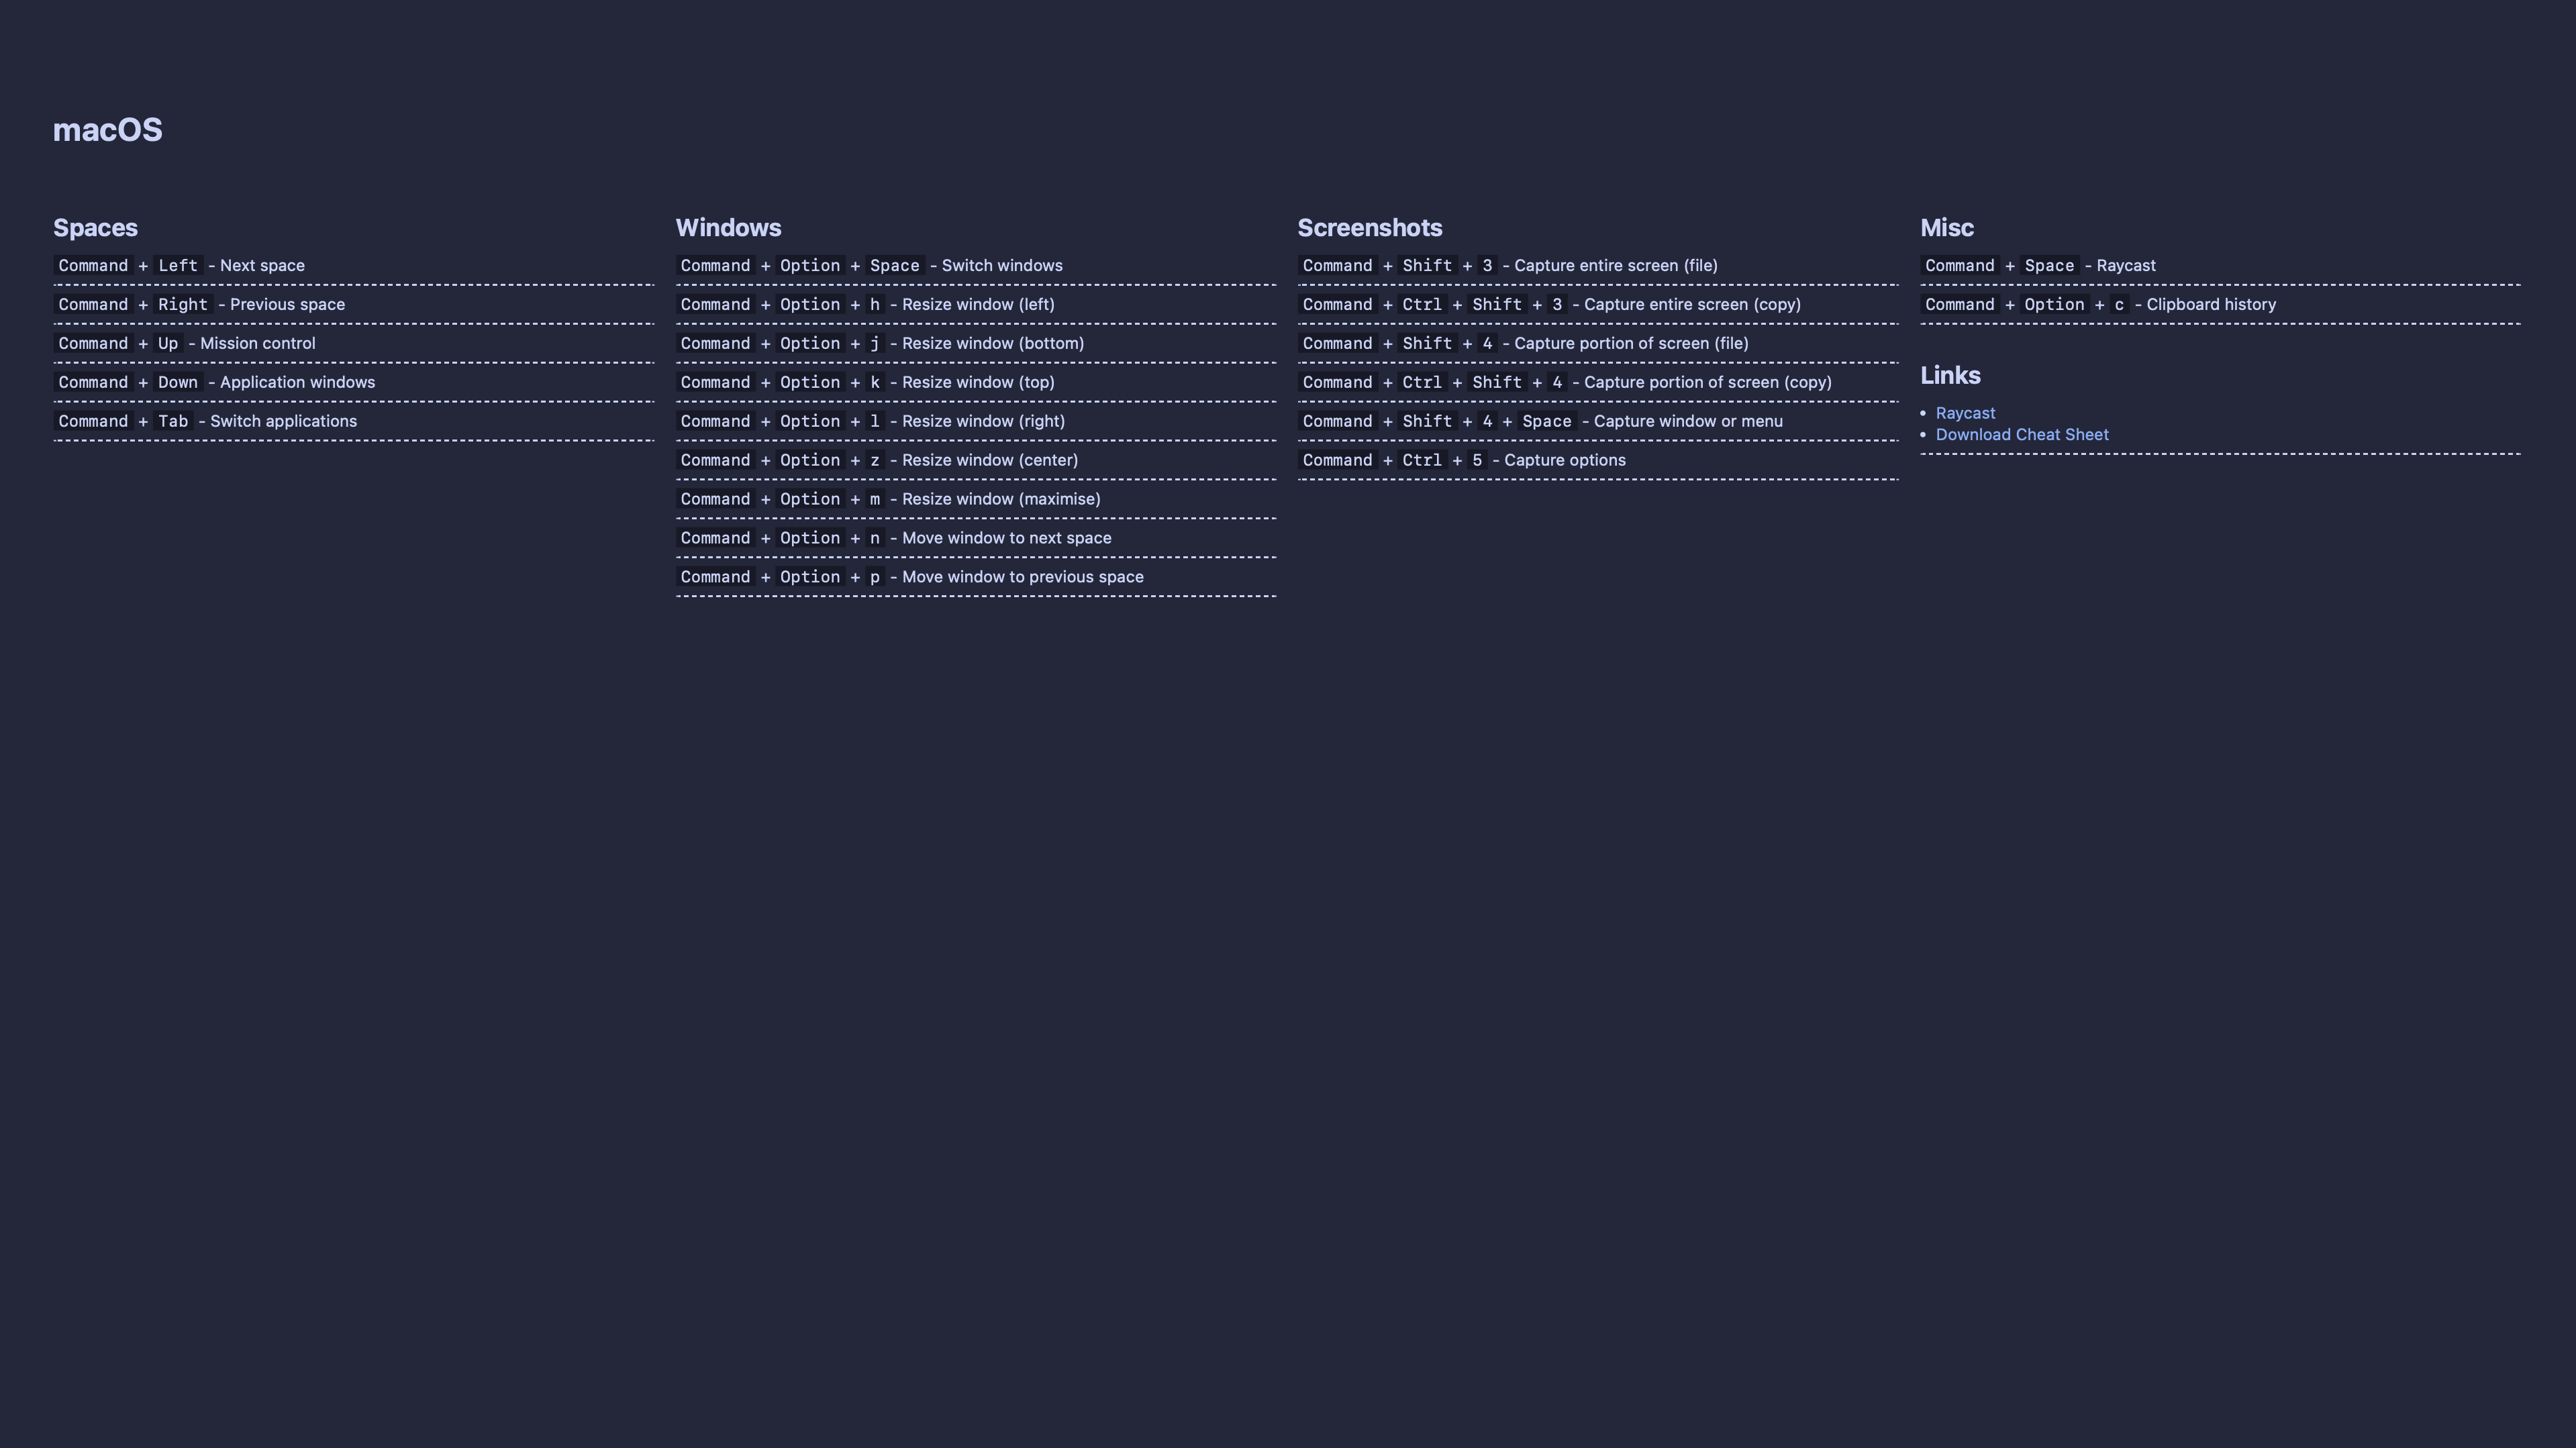 macOS
Spaces
Command + Left - Next space
Command + Right - Previous space
Command + Up - Mission control
Command + Down - Application windows
Command + Tab - Switch applications
Windows
Command + Option + Space - Switch windows
Command + Option + h - Resize window (left)
Command + Option + j - Resize window (bottom)
Command + Option + k - Resize window (top)
Command + Option + l - Resize window (right)
Command + Option + z - Resize window (center)
Command + Option + m - Resize window (maximise)
Command + Option + n - Move window to next space
Command + Option + p - Move window to previous space
Screenshots
Command + Shift + 3 - Capture entire screen (file)
Command + Ctrl + Shift + 3 - Capture entire screen (copy)
Command + Shift + 4 - Capture portion of screen (file)
Command + Ctrl + Shift + 4 - Capture portion of screen (copy)
Command + Shift + 4 + Space - Capture window or menu
Command + Ctrl + 5 - Capture options
Misc
Command + Space - Raycast
Command + Option + c - Clipboard history
Links
• Raycast
• Download Cheat Sheet